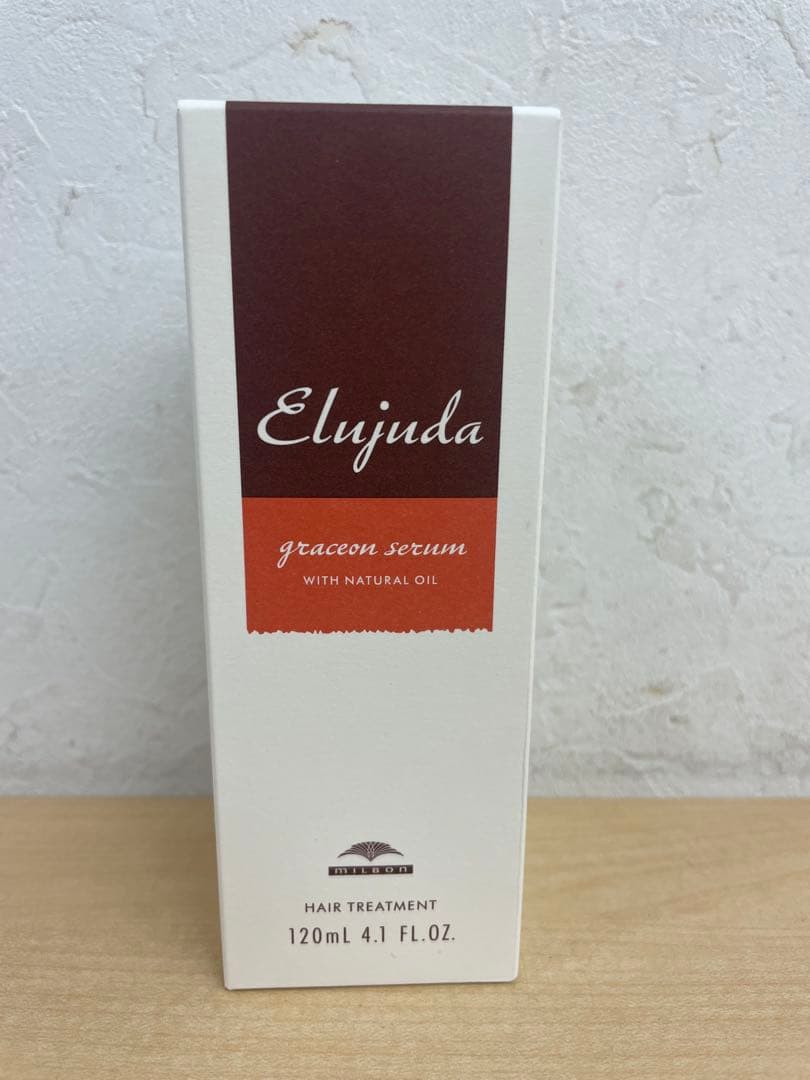 Elujuda
graceon serum
WITH NATURAL OIL
MILBON
HAIR TREATMENT
120mL 4.1 FL.OZ.